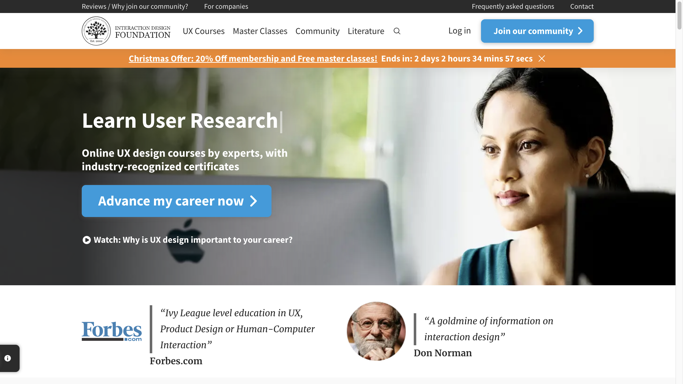 Reviews / Why join our community?
For companies
Frequently asked questions
Contact
INTERACTION DESIGN
FOUNDATION
UX Courses
Master Classes
Community
Literature
Log in
Join our community
Christmas Offer: 20% Off membership and Free master classes! Ends in: 2 days 2 hours 34 mins 57 secs
Learn User Research
Online UX design courses by experts, with
industry-recognized certificates
Advance my career now
Watch: Why is UX design important to your career?
Forbes
.com
“Ivy League level education in UX,
Product Design or Human-Computer
Interaction”
Forbes.com
“A goldmine of information on
interaction design”
Don Norman